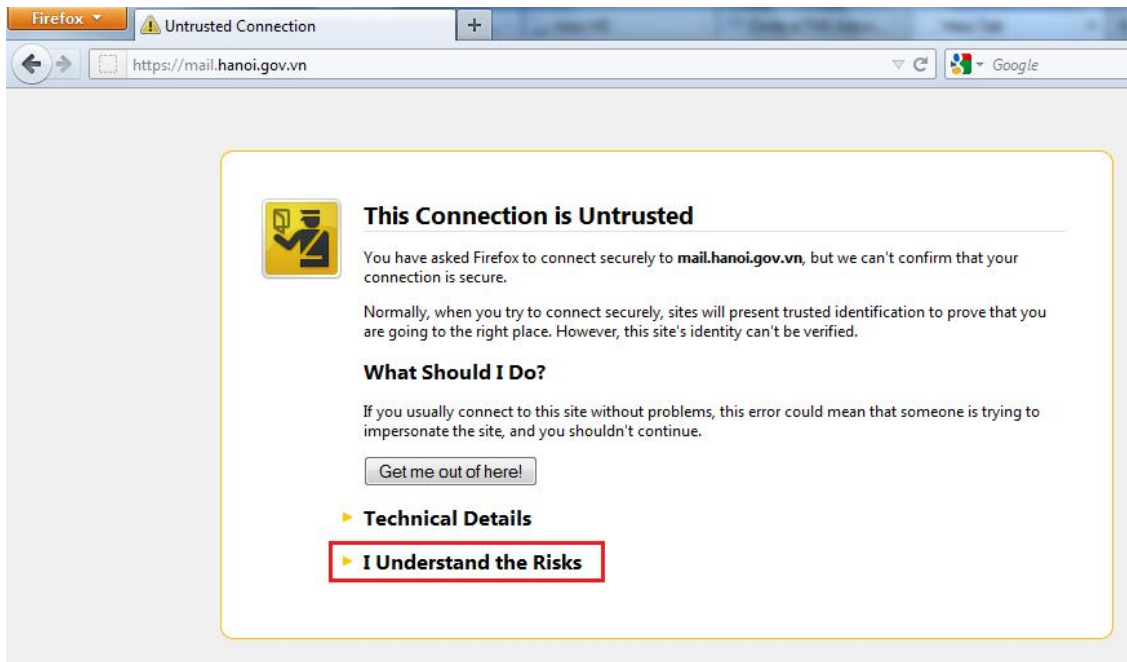 Firefox
Untrusted Connection
https://mail.hanoi.gov.vn
Google
This Connection is Untrusted
You have asked Firefox to connect securely to mail.hanoi.gov.vn, but we can't confirm that your
connection is secure.
Normally, when you try to connect securely, sites will present trusted identification to prove that you
are going to the right place. However, this site's identity can't be verified.
What Should I Do?
If you usually connect to this site without problems, this error could mean that someone is trying to
impersonate the site, and you shouldn't continue.
Get me out of here!
Technical Details
I Understand the Risks